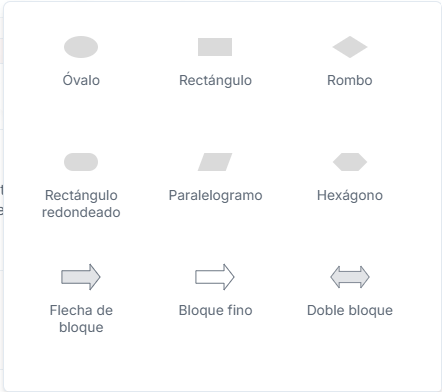 Óvalo
Rectángulo
Rombo
Rectángulo
redondeado
Paralelogramo
Hexágono
Flecha de
bloque
Bloque fino
Doble bloque